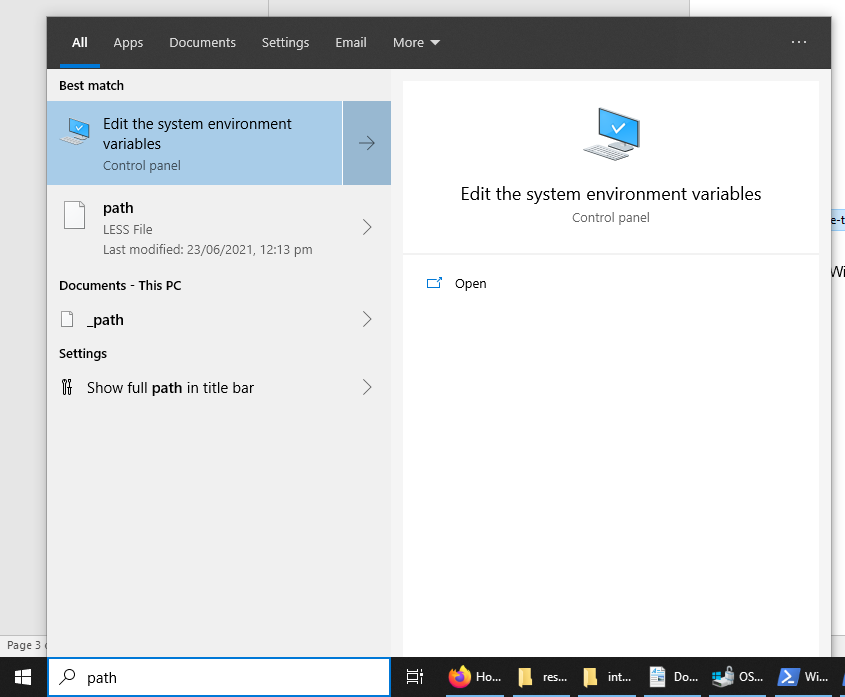 All Apps Documents Settings Email More ...
Best match
Edit the system environment
variables
Control panel
path
LESS File
Last modified: 23/06/2021, 12:13 pm
Documents - This PC
_path
Settings
Show full path in title bar
Edit the system environment variables
Control panel
Open
e-t
Wi
Page 3
path
Ho...
res...
int...
Do...
OS...
Wi...